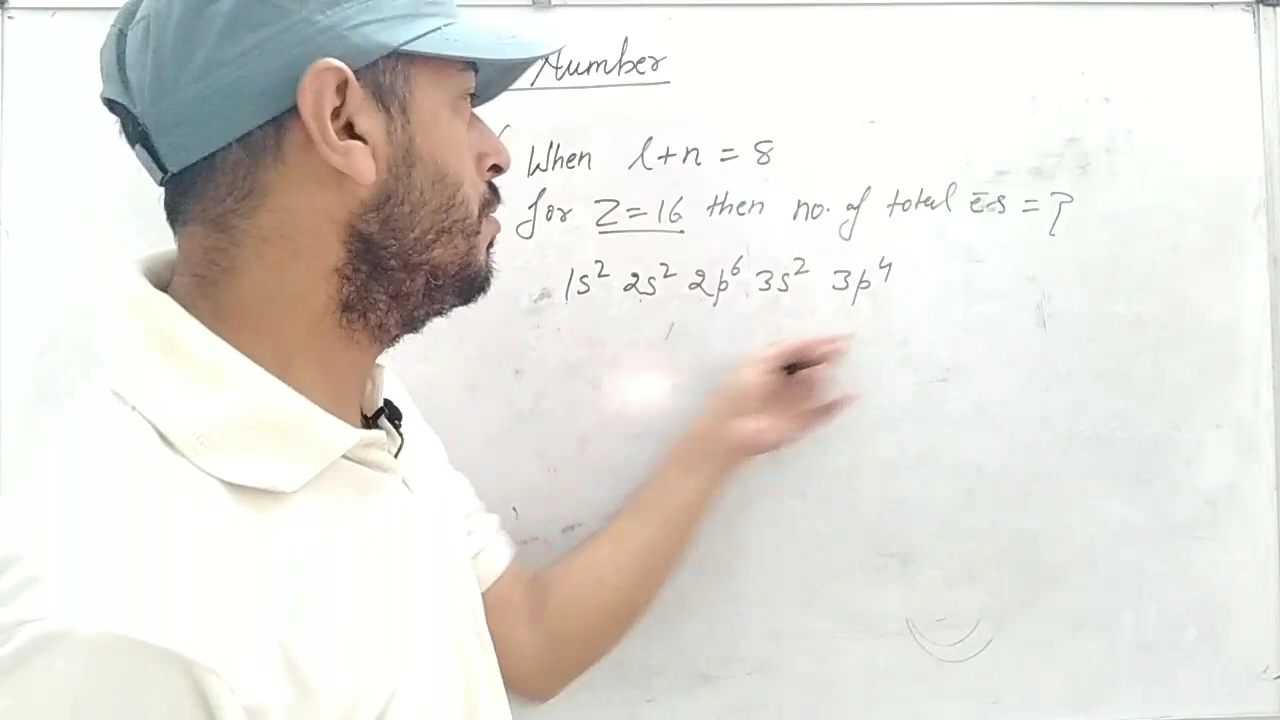 Number
When l+n = 8
for Z=16 then no. of total e̅s = ?
1s² 2s² 2p⁶ 3s² 3p⁴